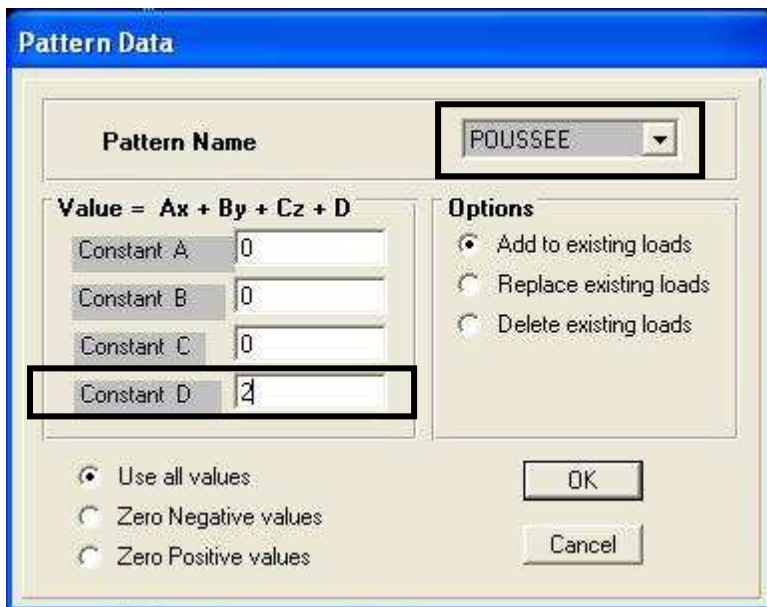 Pattern Data
Pattern Name
POUSSEE
Value = Ax + By + Cz + D
Constant A 0
Constant B 0
Constant C 0
Constant D 2
Options
Add to existing loads
Replace existing loads
Delete existing loads
Use all values
Zero Negative values
Zero Positive values
OK
Cancel